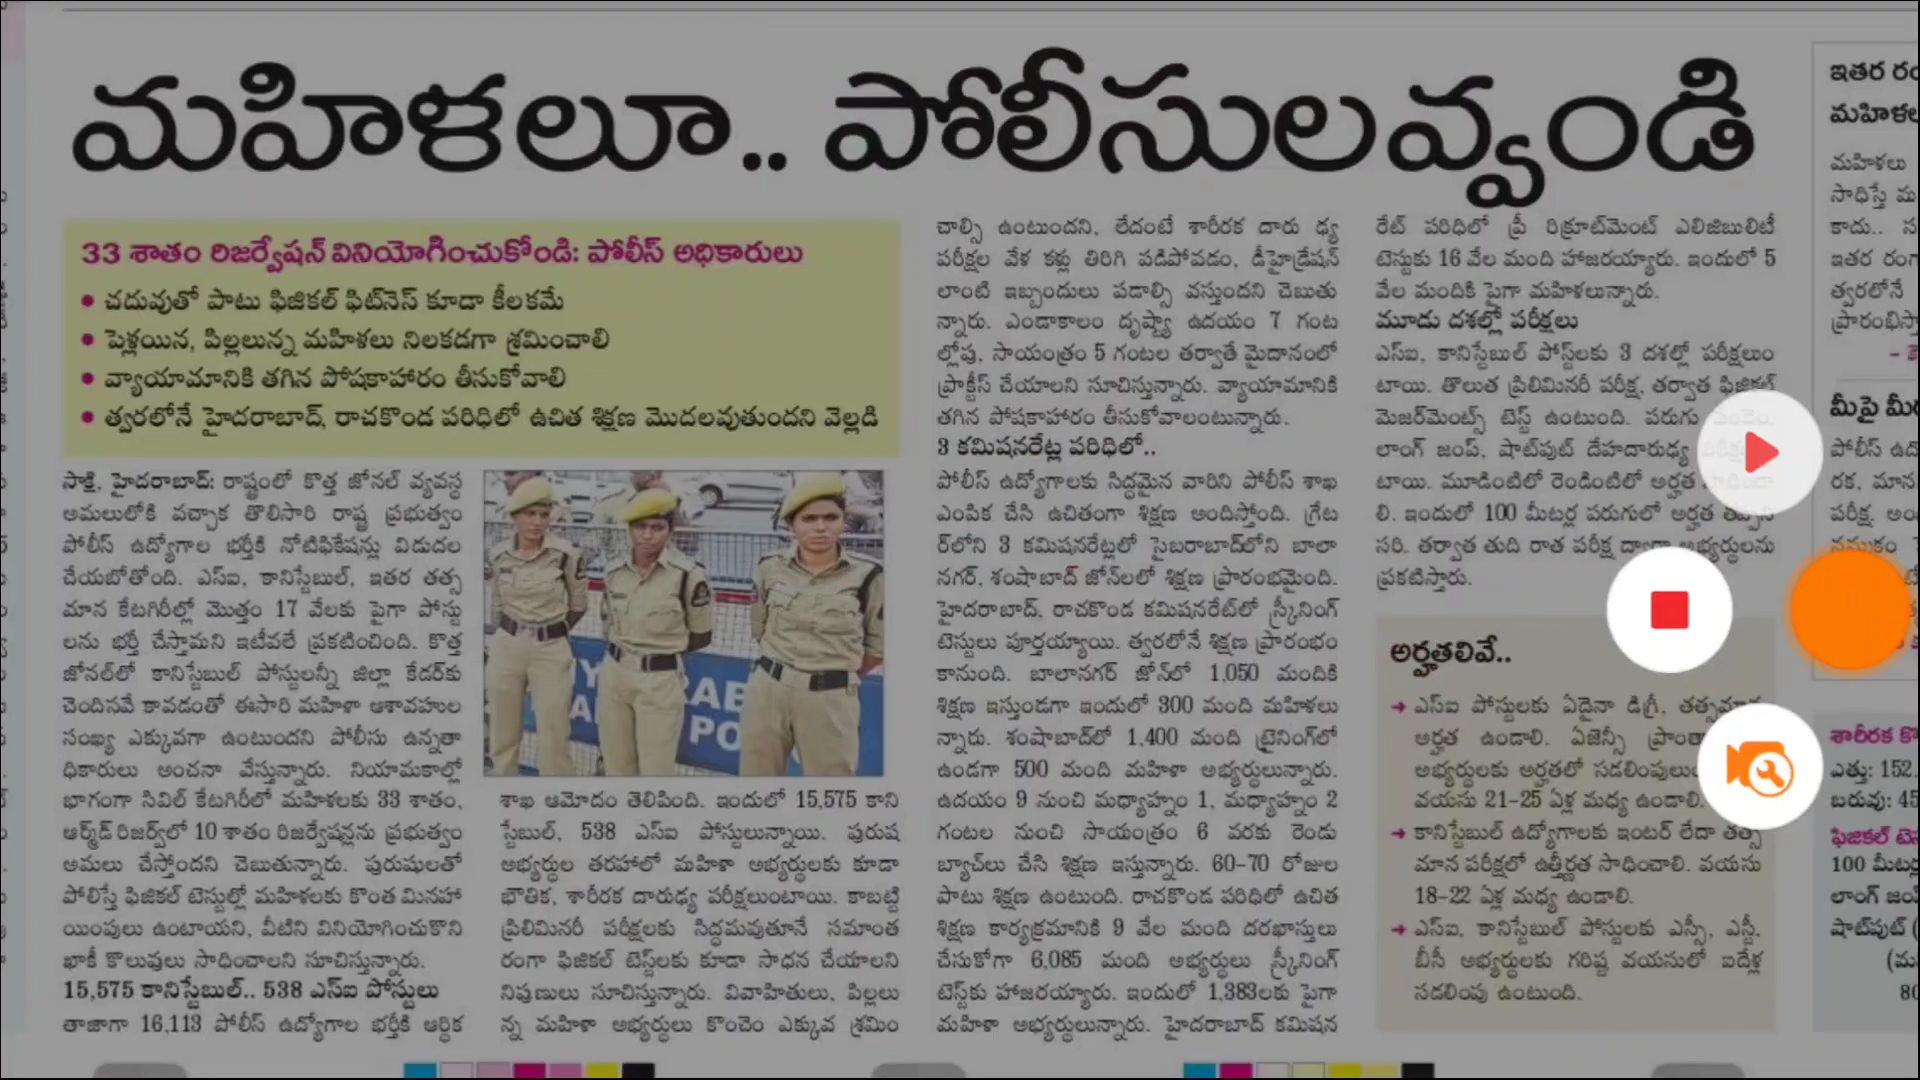 మహిళలూ.. పోలీసులవ్వండి
33 శాతం రిజర్వేషన్ వినియోగించుకోండి: పోలీస్ అధికారులు
• చదువుతో పాటు ఫిజికల్ ఫిట్‌నెస్ కూడా కీలకమే
• పెళ్లయిన, పిల్లలున్న మహిళలు నిలకడగా శ్రమించాలి
• వ్యాయామానికి తగిన పోషకాహారం తీసుకోవాలి
• త్వరలోనే హైదరాబాద్, రాచకొండ పరిధిలో ఉచిత శిక్షణ మొదలవుతుందని వెల్లడి
సాక్షి, హైదరాబాద్: రాష్ట్రంలో కొత్త జోనల్ వ్యవస్థ
అమలులోకి వచ్చాక తొలిసారి రాష్ట్ర ప్రభుత్వం
పోలీస్ ఉద్యోగాల భర్తీకి నోటిఫికేషన్లు విడుదల
చేయబోతోంది. ఎస్ఐ, కానిస్టేబుల్, ఇతర తత్స
మాన కేటగిరీల్లో మొత్తం 17 వేలకు పైగా పోస్టు
లను భర్తీ చేస్తామని ఇటీవలే ప్రకటించింది. కొత్త
జోనల్‌లో కానిస్టేబుల్ పోస్టులన్నీ జిల్లా కేడర్‌కు
చెందినవే కావడంతో ఈసారి మహిళా ఆశావహుల
సంఖ్య ఎక్కువగా ఉంటుందని పోలీసు ఉన్నతా
ధికారులు అంచనా వేస్తున్నారు. నియామకాల్లో
భాగంగా సివిల్ కేటగిరీలో మహిళలకు 33 శాతం,
ఆర్మ్‌డ్ రిజర్వ్‌లో 10 శాతం రిజర్వేషన్లను ప్రభుత్వం
అమలు చేస్తోందని చెబుతున్నారు. పురుషులతో
పోలిస్తే ఫిజికల్ టెస్టుల్లో మహిళలకు కొంత మినహా
యింపులు ఉంటాయని, వీటిని వినియోగించుకొని
ఖాకీ కొలువులు సాధించాలని సూచిస్తున్నారు.
15,575 కానిస్టేబుల్.. 538 ఎస్ఐ పోస్టులు
తాజాగా 16,113 పోలీస్ ఉద్యోగాల భర్తీకి ఆర్థిక
శాఖ ఆమోదం తెలిపింది. ఇందులో 15,575 కాని
స్టేబుల్, 538 ఎస్ఐ పోస్టులున్నాయి. పురుష
అభ్యర్థుల తరహాలో మహిళా అభ్యర్థులకు కూడా
భౌతిక, శారీరక దారుఢ్య పరీక్షలుంటాయి. కాబట్టి
ప్రిలిమినరీ పరీక్షలకు సిద్ధమవుతూనే సమాంత
రంగా ఫిజికల్ టెస్ట్‌లకు కూడా సాధన చేయాలని
నిపుణులు సూచిస్తున్నారు. వివాహితులు, పిల్లలు
న్న మహిళా అభ్యర్థులు కొంచెం ఎక్కువ శ్రమిం
చాల్సి ఉంటుందని, లేదంటే శారీరక దారు ఢ్య
పరీక్షల వేళ కళ్లు తిరిగి పడిపోవడం, డీహైడ్రేషన్
లాంటి ఇబ్బందులు పడాల్సి వస్తుందని చెబుతు
న్నారు. ఎండాకాలం దృష్ట్యా ఉదయం 7 గంట
ల్లోపు, సాయంత్రం 5 గంటల తర్వాతే మైదానంలో
ప్రాక్టీస్ చేయాలని సూచిస్తున్నారు. వ్యాయామానికి
తగిన పోషకాహారం తీసుకోవాలంటున్నారు.
3 కమిషనరేట్ల పరిధిలో..
పోలీస్ ఉద్యోగాలకు సిద్ధమైన వారిని పోలీస్ శాఖ
ఎంపిక చేసి ఉచితంగా శిక్షణ అందిస్తోంది. గ్రేట
ర్‌లోని 3 కమిషనరేట్లలో సైబరాబాద్‌లోని బాలా
నగర్, శంషాబాద్ జోన్‌లలో శిక్షణ ప్రారంభమైంది.
హైదరాబాద్, రాచకొండ కమిషనరేట్‌లో స్క్రీనింగ్
టెస్టులు పూర్తయ్యాయి. త్వరలోనే శిక్షణ ప్రారంభం
కానుంది. బాలానగర్ జోన్‌లో 1,050 మందికి
శిక్షణ ఇస్తుండగా ఇందులో 300 మంది మహిళలు
న్నారు. శంషాబాద్‌లో 1,400 మంది ట్రైనింగ్‌లో
ఉండగా 500 మంది మహిళా అభ్యర్థులున్నారు.
ఉదయం 9 నుంచి మధ్యాహ్నం 1, మధ్యాహ్నం 2
గంటల నుంచి సాయంత్రం 6 వరకు రెండు
బ్యాచ్‌లు చేసి శిక్షణ ఇస్తున్నారు. 60-70 రోజుల
పాటు శిక్షణ ఉంటుంది. రాచకొండ పరిధిలో ఉచిత
శిక్షణ కార్యక్రమానికి 9 వేల మంది దరఖాస్తులు
చేసుకోగా 6,085 మంది అభ్యర్థులు స్క్రీనింగ్
టెస్ట్‌కు హాజరయ్యారు. ఇందులో 1,383లకు పైగా
మహిళా అభ్యర్థులున్నారు. హైదరాబాద్ కమిషన
రేట్ పరిధిలో ప్రీ రిక్రూట్‌మెంట్ ఎలిజిబులిటీ
టెస్టుకు 16 వేల మంది హాజరయ్యారు. ఇందులో 5
వేల మందికి పైగా మహిళలున్నారు.
మూడు దశల్లో పరీక్షలు
ఎస్ఐ, కానిస్టేబుల్ పోస్ట్‌లకు 3 దశల్లో పరీక్షలుం
టాయి. తొలుత ప్రిలిమినరీ పరీక్ష, తర్వాత ఫిజికల్
మెజర్‌మెంట్స్ టెస్ట్ ఉంటుంది. పరుగు పందెం,
లాంగ్ జంప్, షాట్‌పుట్ దేహదారుఢ్య
టాయి. మూడింటిలో రెండింటిలో అర్హత
లి. ఇందులో 100 మీటర్ల పరుగులో అర్హత తప్పని
సరి. తర్వాత తుది రాత పరీక్ష ద్వారా అభ్యర్థులను
ప్రకటిస్తారు.
అర్హతలివే..
→ ఎస్ఐ పోస్టులకు ఏదైనా డిగ్రీ, తత్సమాన
అర్హత ఉండాలి. ఏజెన్సీ
అభ్యర్థులకు అర్హతలో
వయసు 21-25 ఏళ్ల మధ్య ఉండాలి.
→ కానిస్టేబుల్ ఉద్యోగాలకు ఇంటర్ లేదా తత్స
మాన పరీక్షలో ఉత్తీర్ణత సాధించాలి. వయసు
18-22 ఏళ్ల మధ్య ఉండాలి.
→ ఎస్ఐ, కానిస్టేబుల్ పోస్టులకు ఎస్సీ, ఎస్టీ,
బీసీ అభ్యర్థులకు గరిష్ట వయసులో ఐదేళ్ల
సడలింపు ఉంటుంది.
ఇతర
మహిళలు
సాధిస్తే
కాదు..
ఇతర
త్వరలోనే
మీపై
పోలీస్
రక,
పరీక్ష.
శారీరక
ఎత్తు: 152.
బరువు: 45
ఫిజికల్
100
లాంగ్
షాట్‌పుట్ (
80